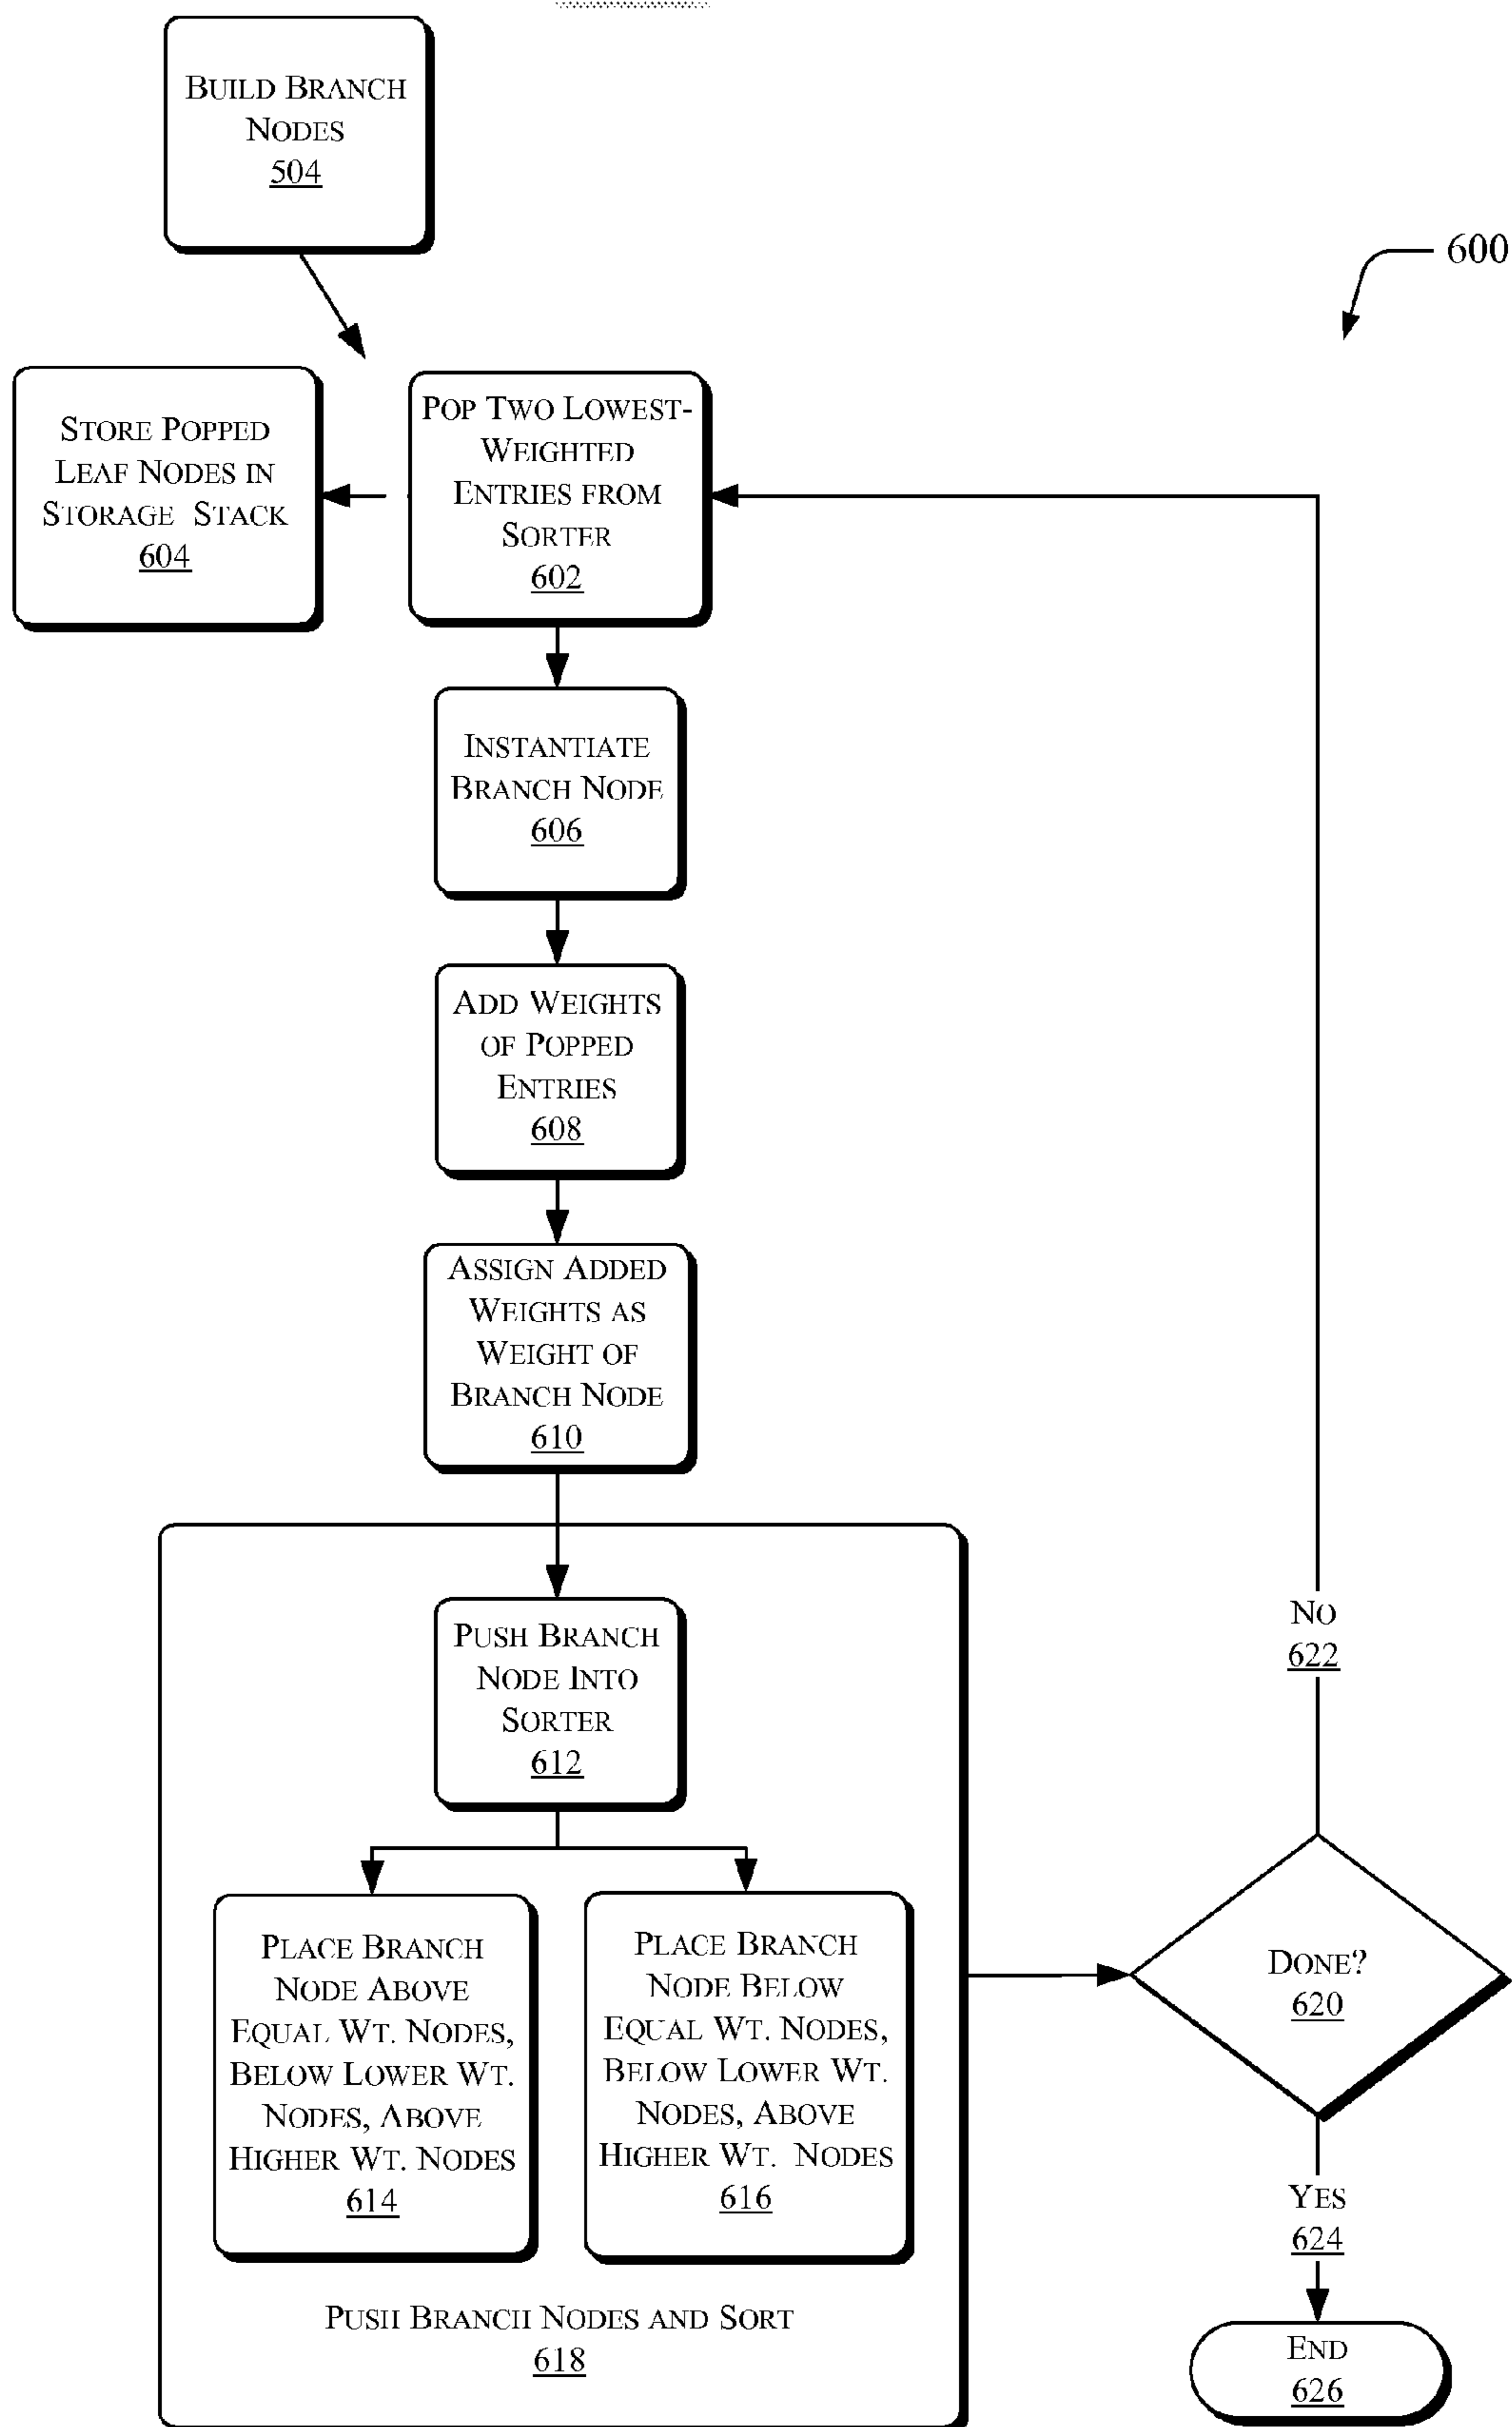 BUILD BRANCH
NODES
504
600
STORE POPPED
LEAF NODES IN
STORAGE STACK
604
POP TWO LOWEST-
WEIGHTED
ENTRIES FROM
SORTER
602
INSTANTIATE
BRANCH NODE
606
ADD WEIGHTS
OF POPPED
ENTRIES
608
ASSIGN ADDED
WEIGHTS AS
WEIGHT OF
BRANCH NODE
610
PUSH BRANCH
NODE INTO
SORTER
612
NO
622
PLACE BRANCH
NODE ABOVE
EQUAL WT. NODES,
BELOW LOWER WT.
NODES, ABOVE
HIGHER WT. NODES
614
PLACE BRANCH
NODE BELOW
EQUAL WT. NODES,
BELOW LOWER WT.
NODES, ABOVE
HIGHER WT. NODES
616
DONE?
620
YES
624
PUSH BRANCH NODES AND SORT
618
END
626